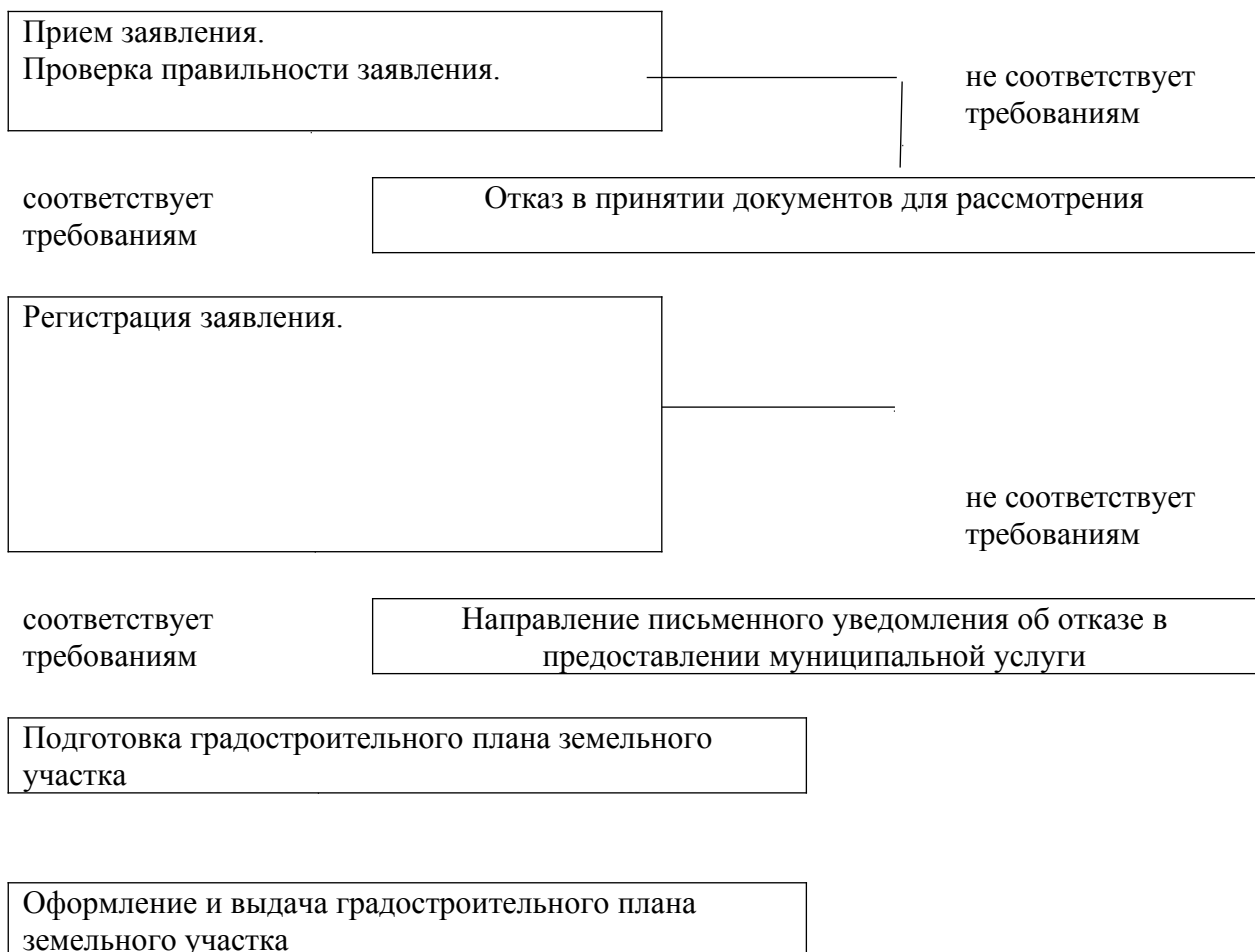 Прием заявления.
Проверка правильности заявления.
не соответствует
требованиям
соответствует
требованиям
Отказ в принятии документов для рассмотрения
Регистрация заявления.
не соответствует
требованиям
соответствует
требованиям
Направление письменного уведомления об отказе в
предоставлении муниципальной услуги
Подготовка градостроительного плана земельного
участка
Оформление и выдача градостроительного плана
земельного участка